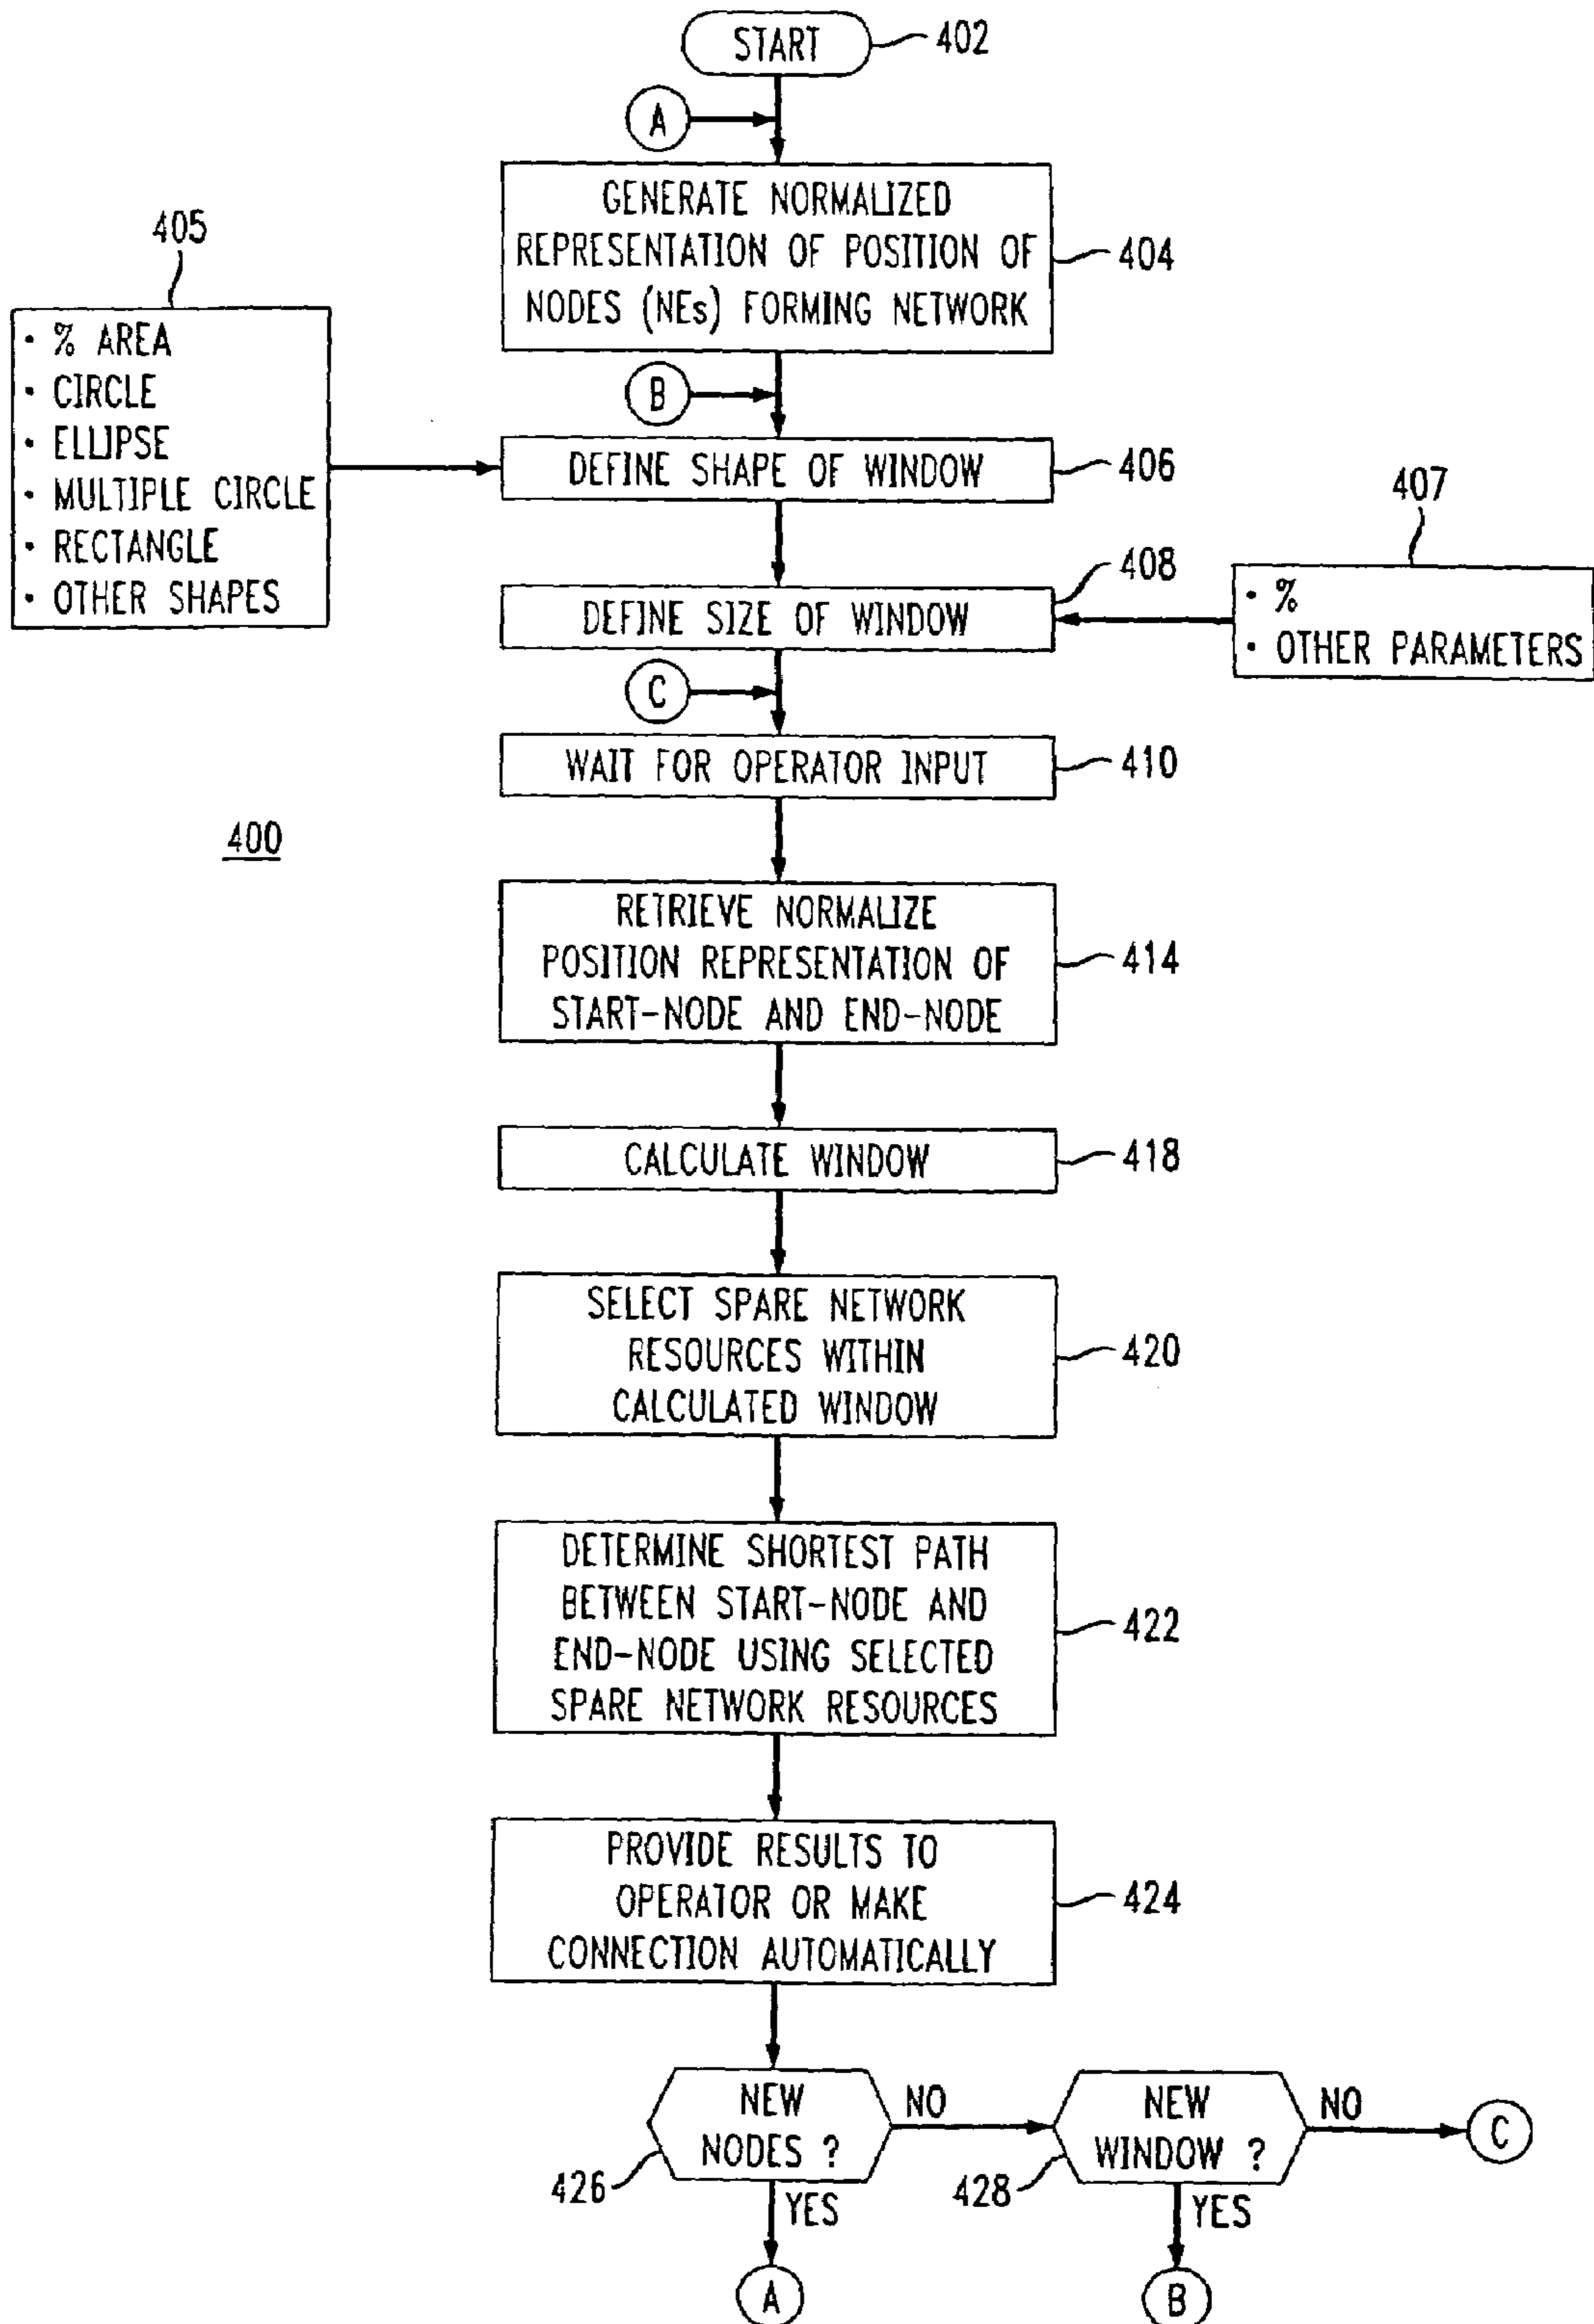 START
402
A
GENERATE NORMALIZED
REPRESENTATION OF POSITION OF
NODES (NEs) FORMING NETWORK
404
405
• % AREA
• CIRCLE
• ELLIPSE
• MULTIPLE CIRCLE
• RECTANGLE
• OTHER SHAPES
B
DEFINE SHAPE OF WINDOW
406
407
• %
• OTHER PARAMETERS
DEFINE SIZE OF WINDOW
408
C
WAIT FOR OPERATOR INPUT
410
400
RETRIEVE NORMALIZE
POSITION REPRESENTATION OF
START-NODE AND END-NODE
414
CALCULATE WINDOW
418
SELECT SPARE NETWORK
RESOURCES WITHIN
CALCULATED WINDOW
420
DETERMINE SHORTEST PATH
BETWEEN START-NODE AND
END-NODE USING SELECTED
SPARE NETWORK RESOURCES
422
PROVIDE RESULTS TO
OPERATOR OR MAKE
CONNECTION AUTOMATICALLY
424
NEW
NODES ?
426
NO
YES
A
NEW
WINDOW ?
428
NO
C
YES
B